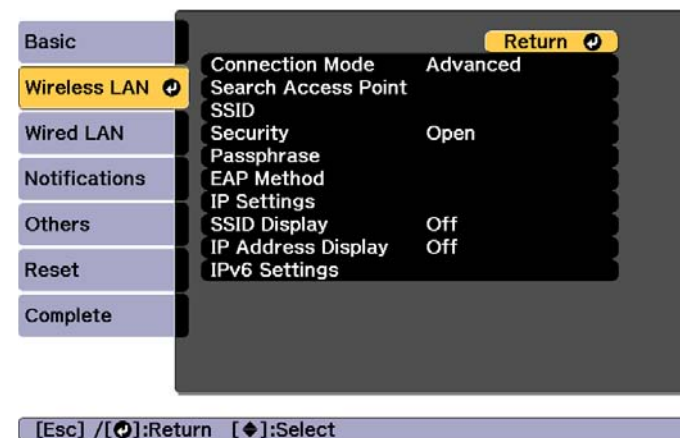 Basic
Wireless LAN
Wired LAN
Notifications
Others
Reset
Complete
Return
Connection Mode Advanced
Search Access Point
SSID
Security Open
Passphrase
EAP Method
IP Settings
SSID Display Off
IP Address Display Off
IPv6 Settings
[Esc] /[⏎]:Return [◆]:Select